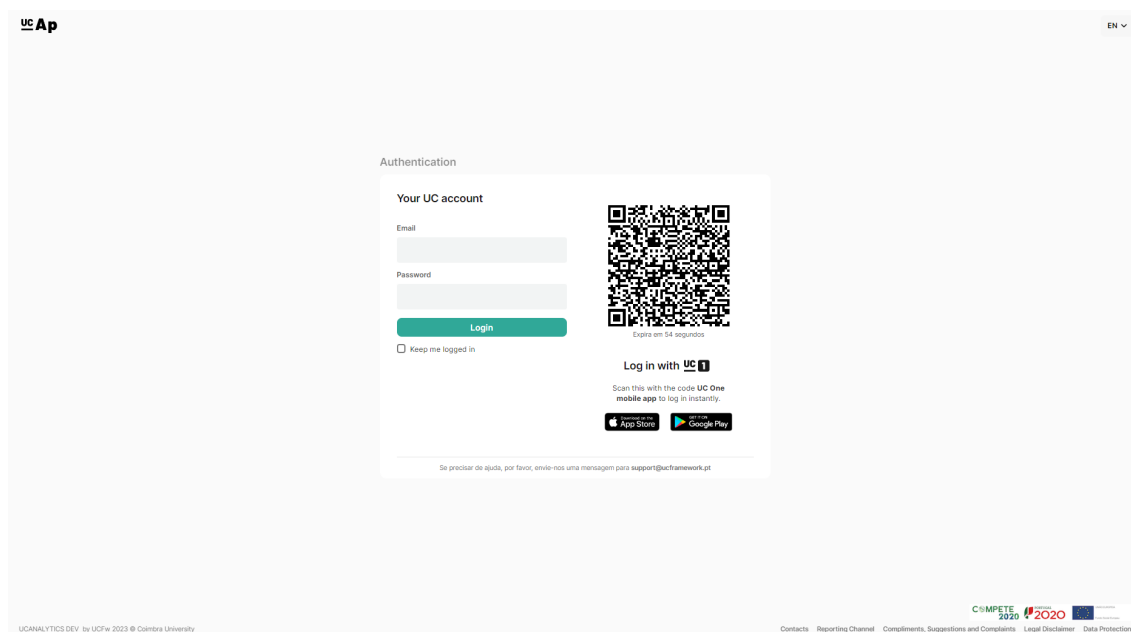 UC Ap
EN
Authentication
Your UC account
Email
Password
Login
Keep me logged in
Expira em 54 segundos
Log in with UC 1
Scan this with the code UC One
mobile app to log in instantly.
Download on the
App Store
GET IT ON
Google Play
Se precisar de ajuda, por favor, envie-nos uma mensagem para support@ucframework.pt
COMPETE
2020
PORTUGAL
2020
UCANALYTICS DEV by UCFw 2023 © Coimbra University
Contacts Reporting Channel Compliments, Suggestions and Complaints Legal Disclaimer Data Protection